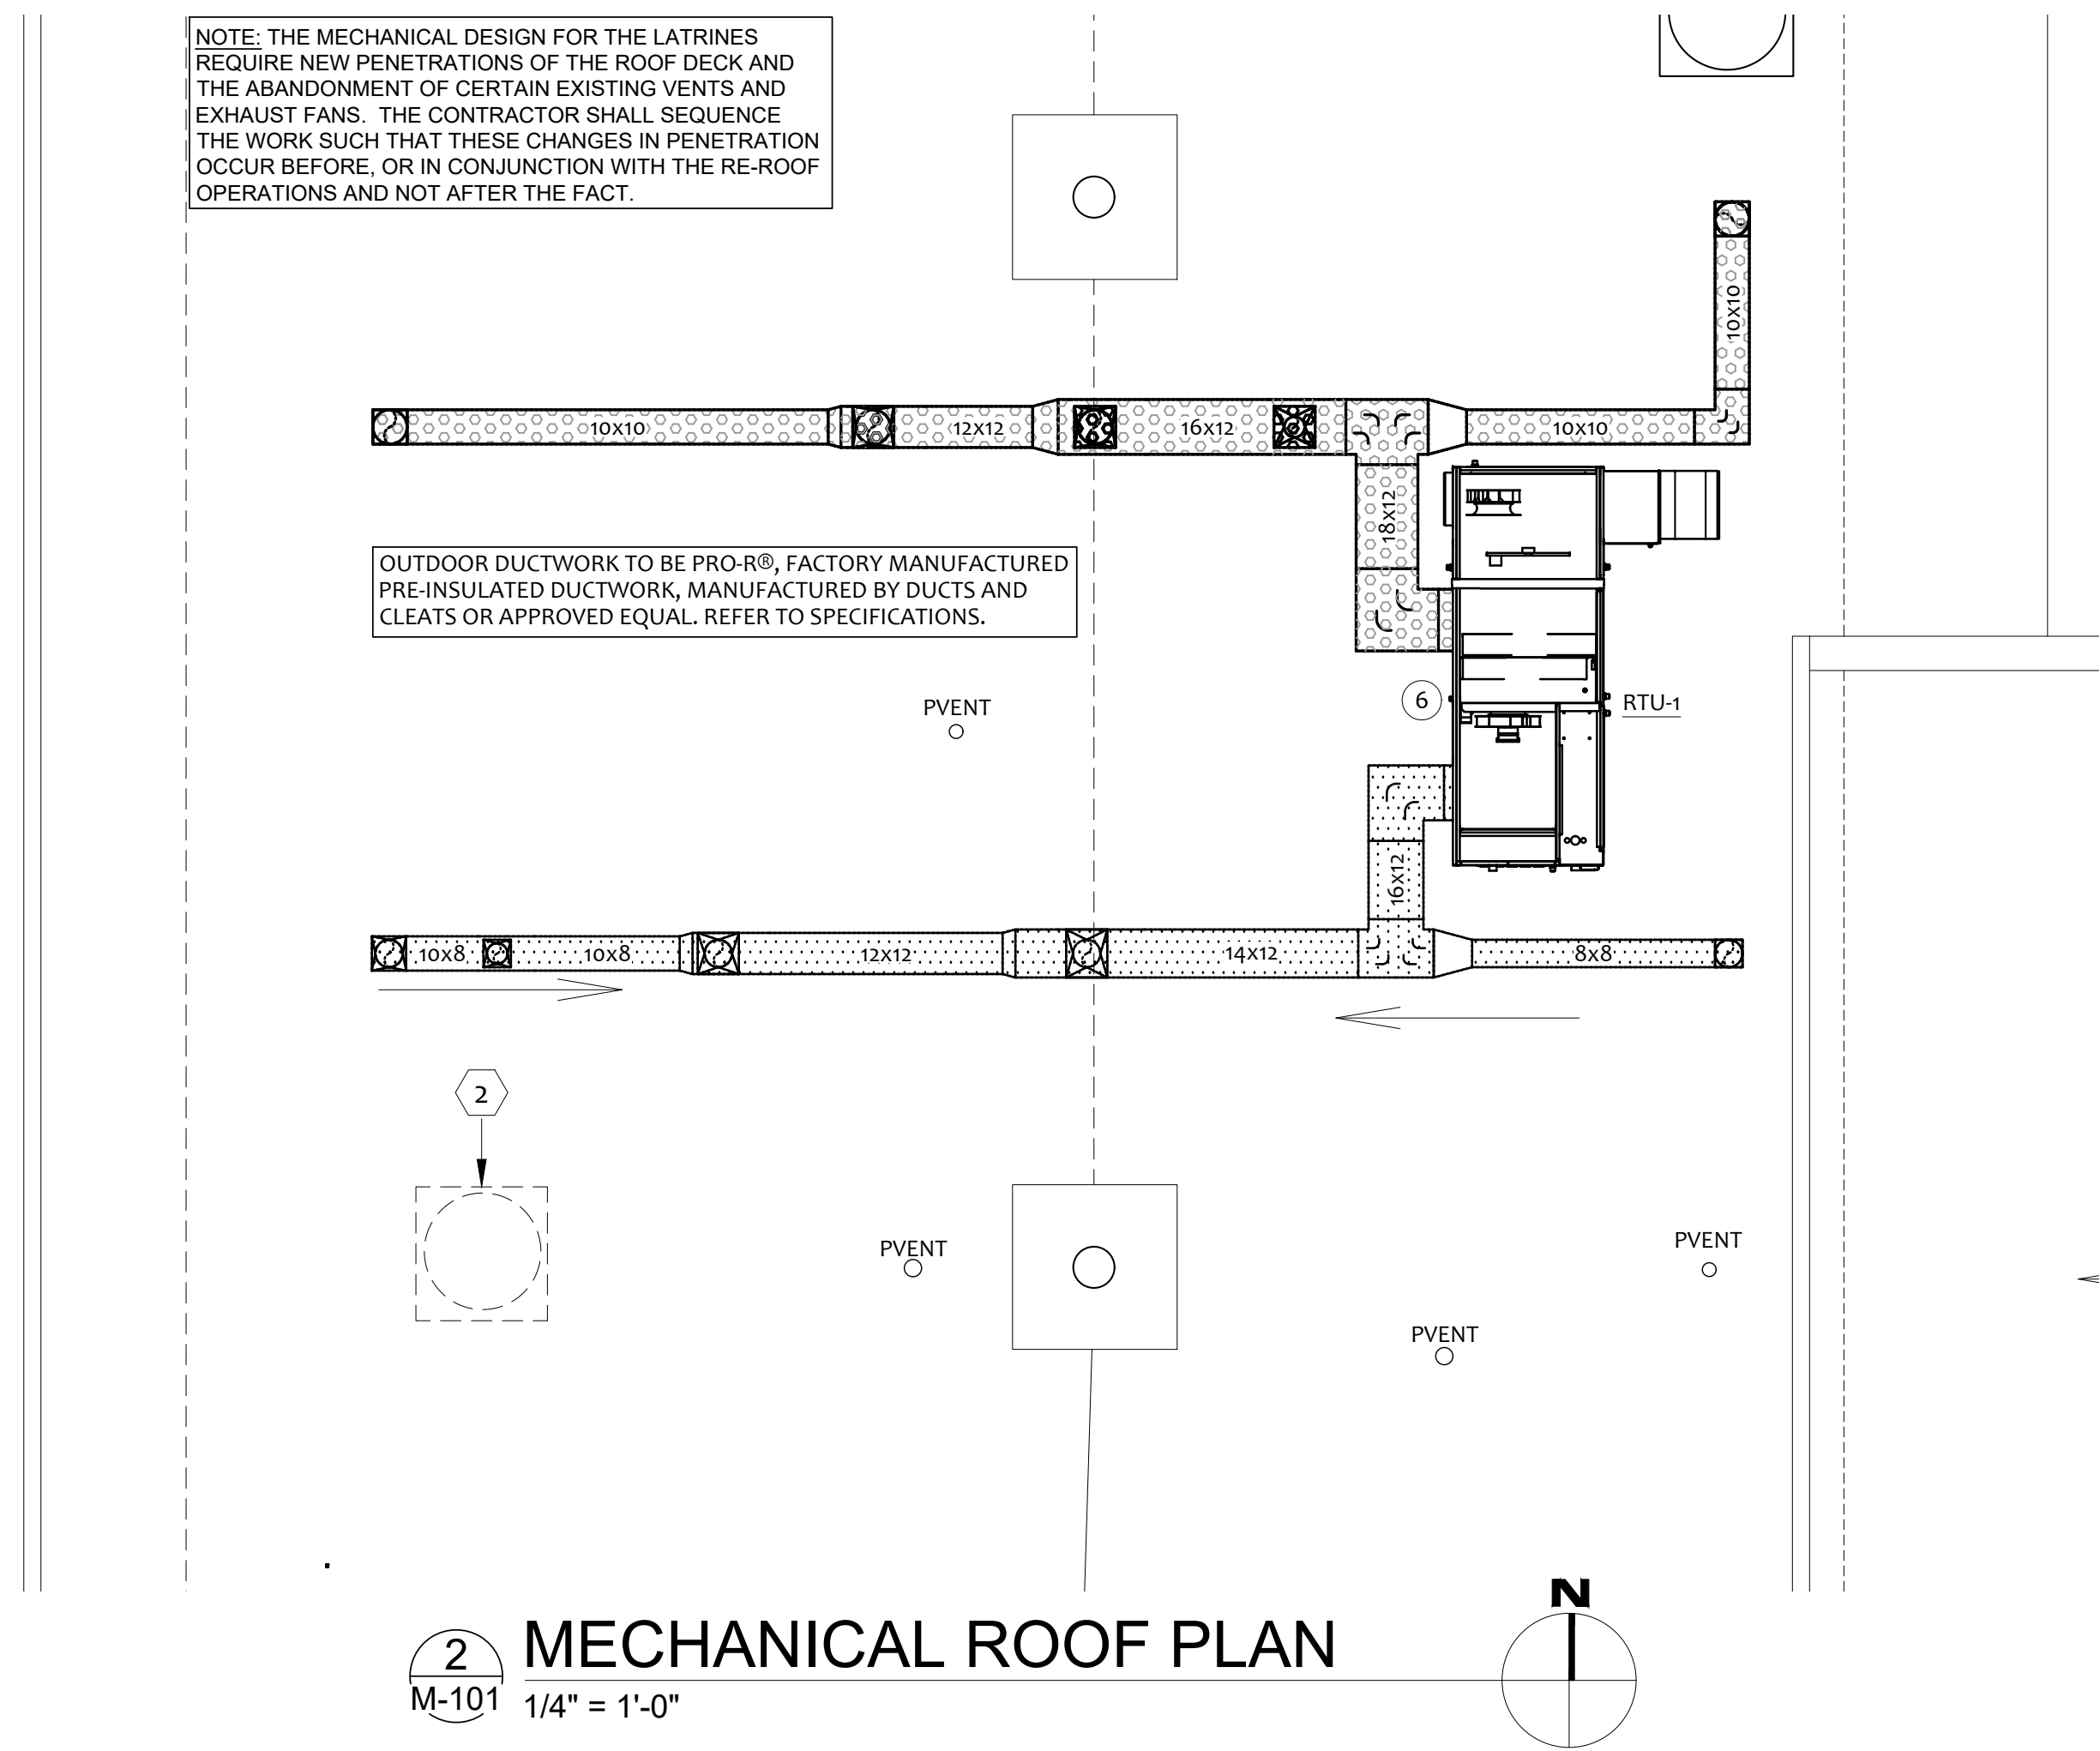 NOTE: THE MECHANICAL DESIGN FOR THE LATRINES
REQUIRE NEW PENETRATIONS OF THE ROOF DECK AND
THE ABANDONMENT OF CERTAIN EXISTING VENTS AND
EXHAUST FANS. THE CONTRACTOR SHALL SEQUENCE
THE WORK SUCH THAT THESE CHANGES IN PENETRATION
OCCUR BEFORE, OR IN CONJUNCTION WITH THE RE-ROOF
OPERATIONS AND NOT AFTER THE FACT.
10x10
10x10
12x12
16x12
10x10
18x12
OUTDOOR DUCTWORK TO BE PRO-R®, FACTORY MANUFACTURED
PRE-INSULATED DUCTWORK, MANUFACTURED BY DUCTS AND
CLEATS OR APPROVED EQUAL. REFER TO SPECIFICATIONS.
6
RTU-1
PVENT
16x12
10x8
10x8
12x12
14x12
8x8
2
PVENT
PVENT
PVENT
N
2
M-101
MECHANICAL ROOF PLAN
1/4" = 1'-0"